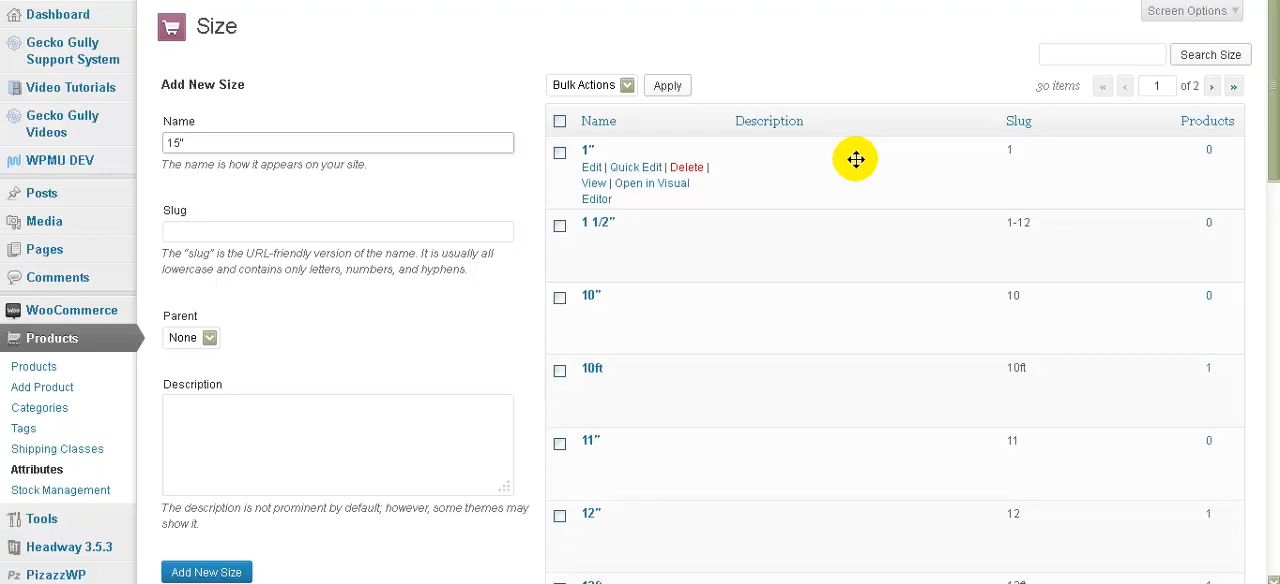 Dashboard
Gecko Gully
Support System
Video Tutorials
Gecko Gully
Videos
WPMU DEV
Posts
Media
Pages
Comments
WooCommerce
Products
Products
Add Product
Categories
Tags
Shipping Classes
Attributes
Stock Management
Tools
Headway 3.5.3
PizazzWP
Size
Screen Options
Search Size
Add New Size
Name
15"
The name is how it appears on your site.
Slug
The “slug” is the URL-friendly version of the name. It is usually all
lowercase and contains only letters, numbers, and hyphens.
Parent
None
Description
The description is not prominent by default; however, some themes may
show it.
Add New Size
Bulk Actions Apply 30 items « ‹ 1 of 2 › »
Name Description Slug Products
1″ 1 0
Edit | Quick Edit | Delete |
View | Open in Visual
Editor
1 1/2″ 1-12 0
10″ 10 0
10ft 10ft 1
11″ 11 0
12″ 12 1